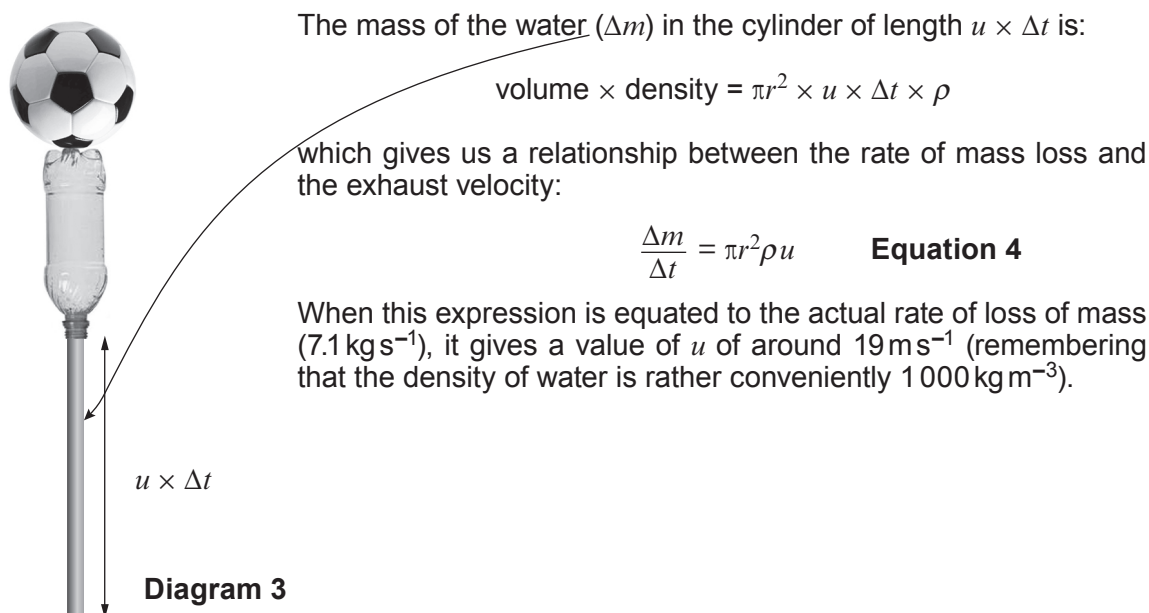 The mass of the water (Δm) in the cylinder of length u × Δt is:
volume × density = πr² × u × Δt × ρ
which gives us a relationship between the rate of mass loss and
the exhaust velocity:
Δm/Δt = πr²ρu Equation 4
When this expression is equated to the actual rate of loss of mass
(7.1 kg s⁻¹), it gives a value of u of around 19 m s⁻¹ (remembering
that the density of water is rather conveniently 1 000 kg m⁻³).
u × Δt
Diagram 3